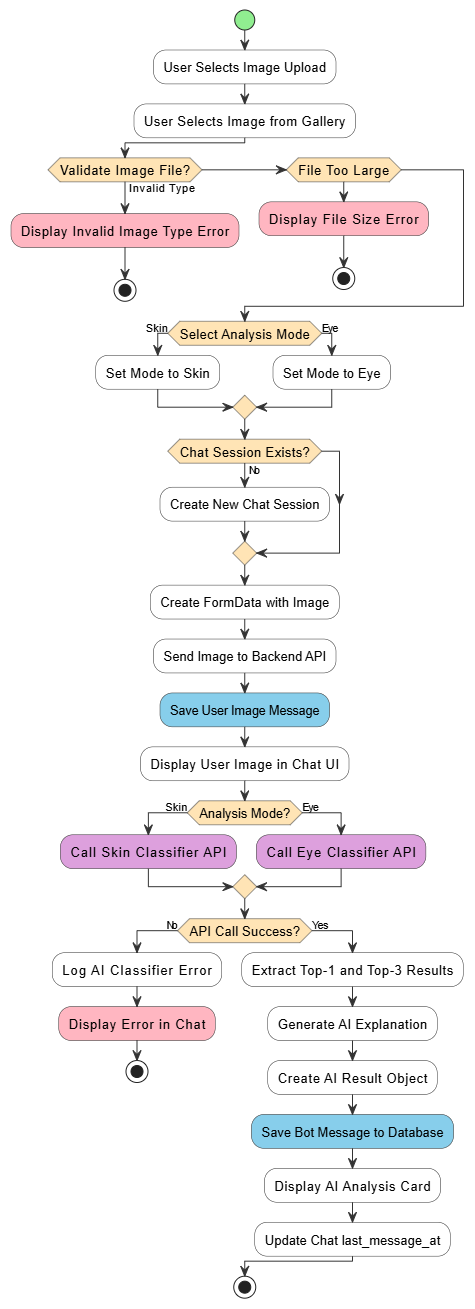 User Selects Image Upload
User Selects Image from Gallery
Validate Image File?
File Too Large
Invalid Type
Display Invalid Image Type Error
Display File Size Error
Skin
Select Analysis Mode
Eye
Set Mode to Skin
Set Mode to Eye
Chat Session Exists?
No
Create New Chat Session
Create FormData with Image
Send Image to Backend API
Save User Image Message
Display User Image in Chat UI
Skin
Analysis Mode?
Eye
Call Skin Classifier API
Call Eye Classifier API
No
API Call Success?
Yes
Log AI Classifier Error
Extract Top-1 and Top-3 Results
Display Error in Chat
Generate AI Explanation
Create AI Result Object
Save Bot Message to Database
Display AI Analysis Card
Update Chat last_message_at